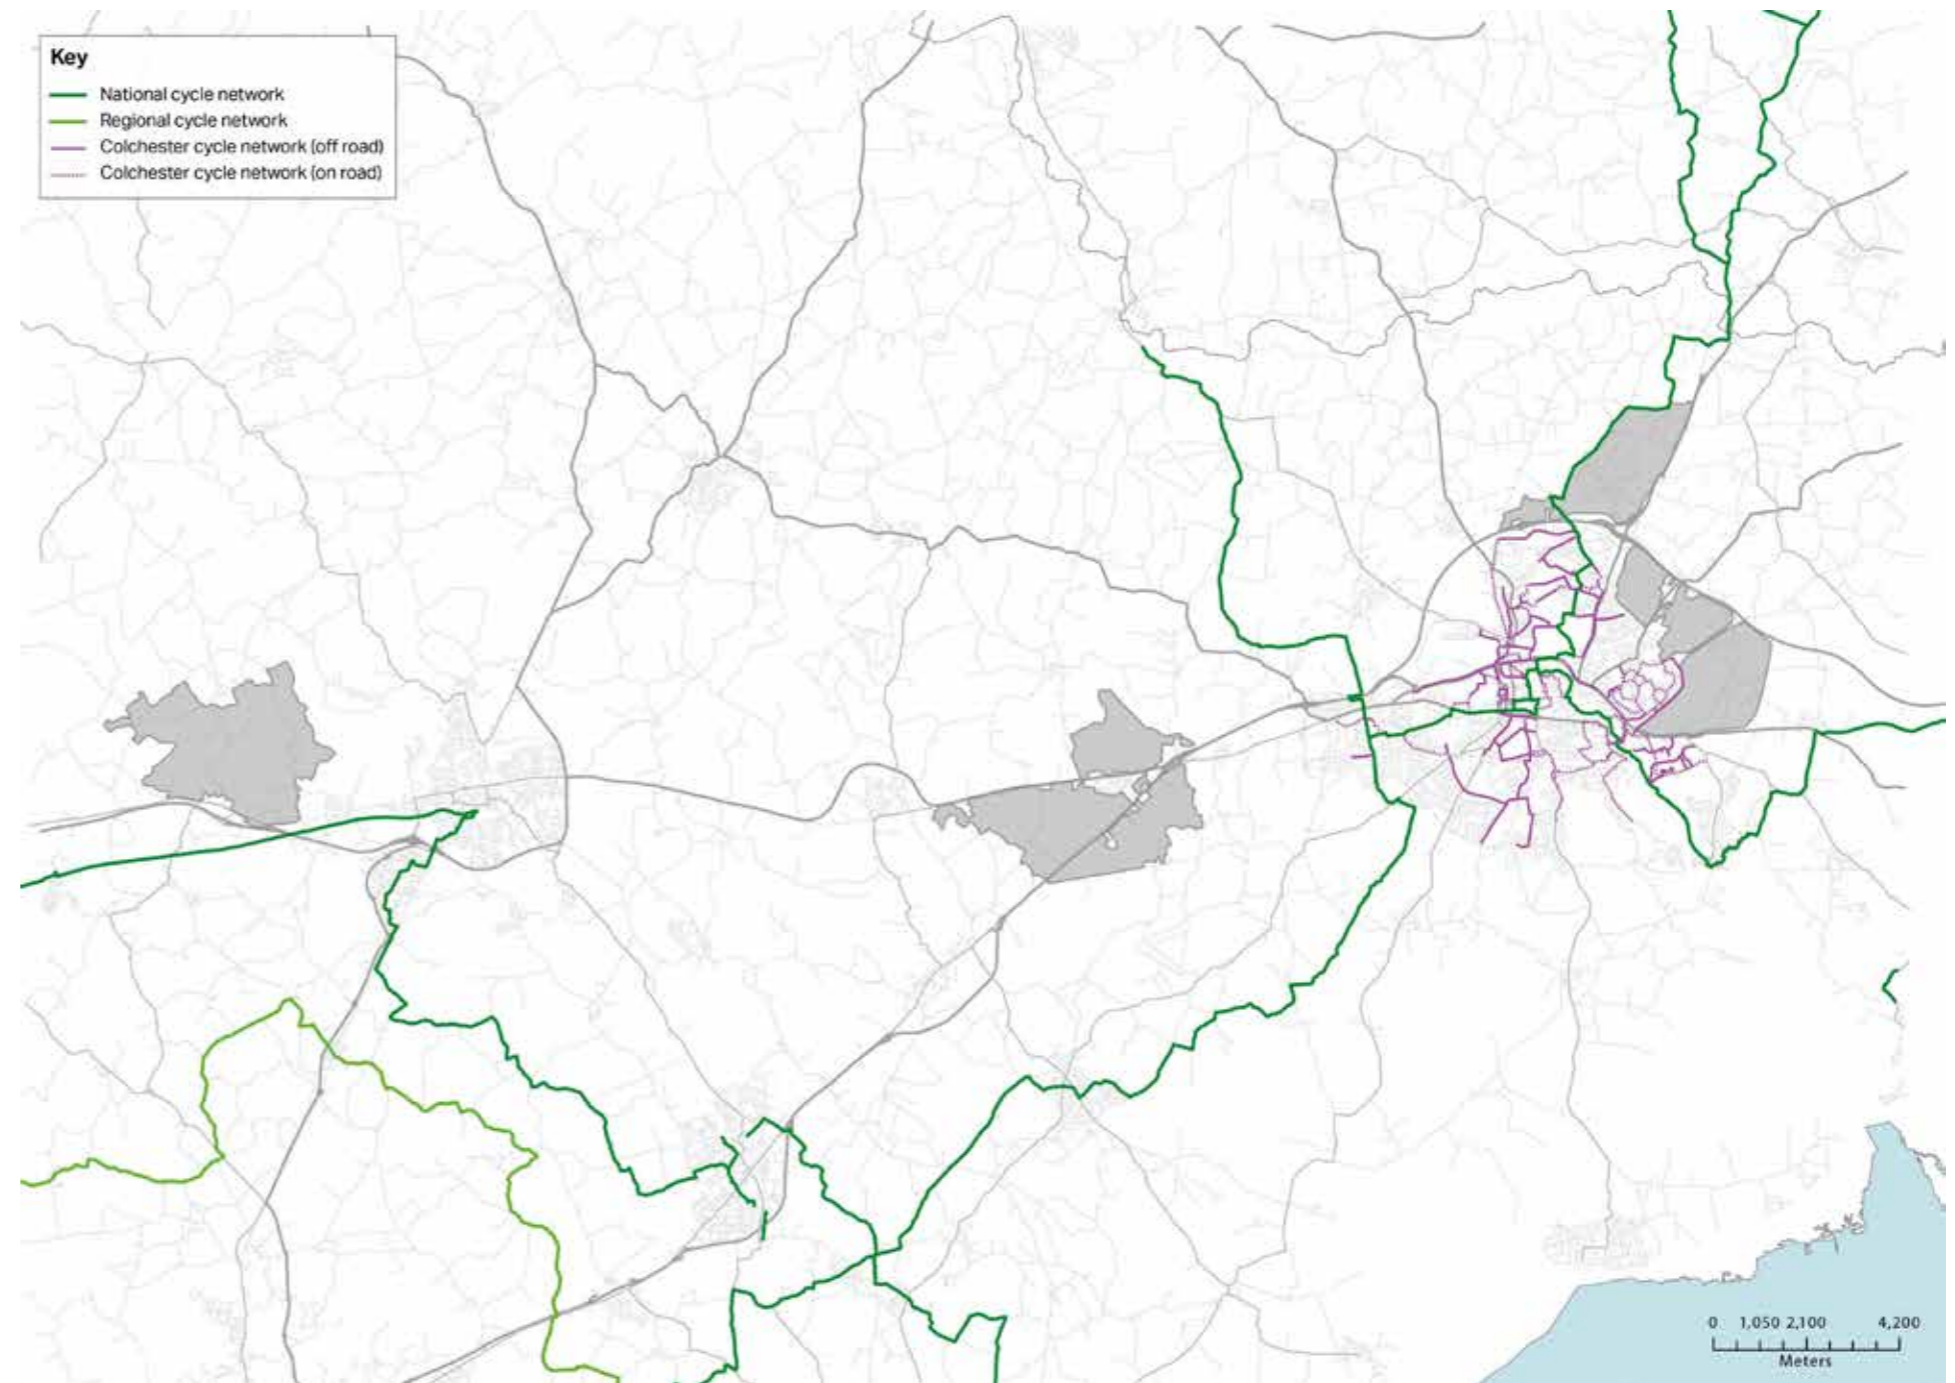 Key
National cycle network
Regional cycle network
Colchester cycle network (off road)
Colchester cycle network (on road)
0 1,050 2,100 4,200
Meters